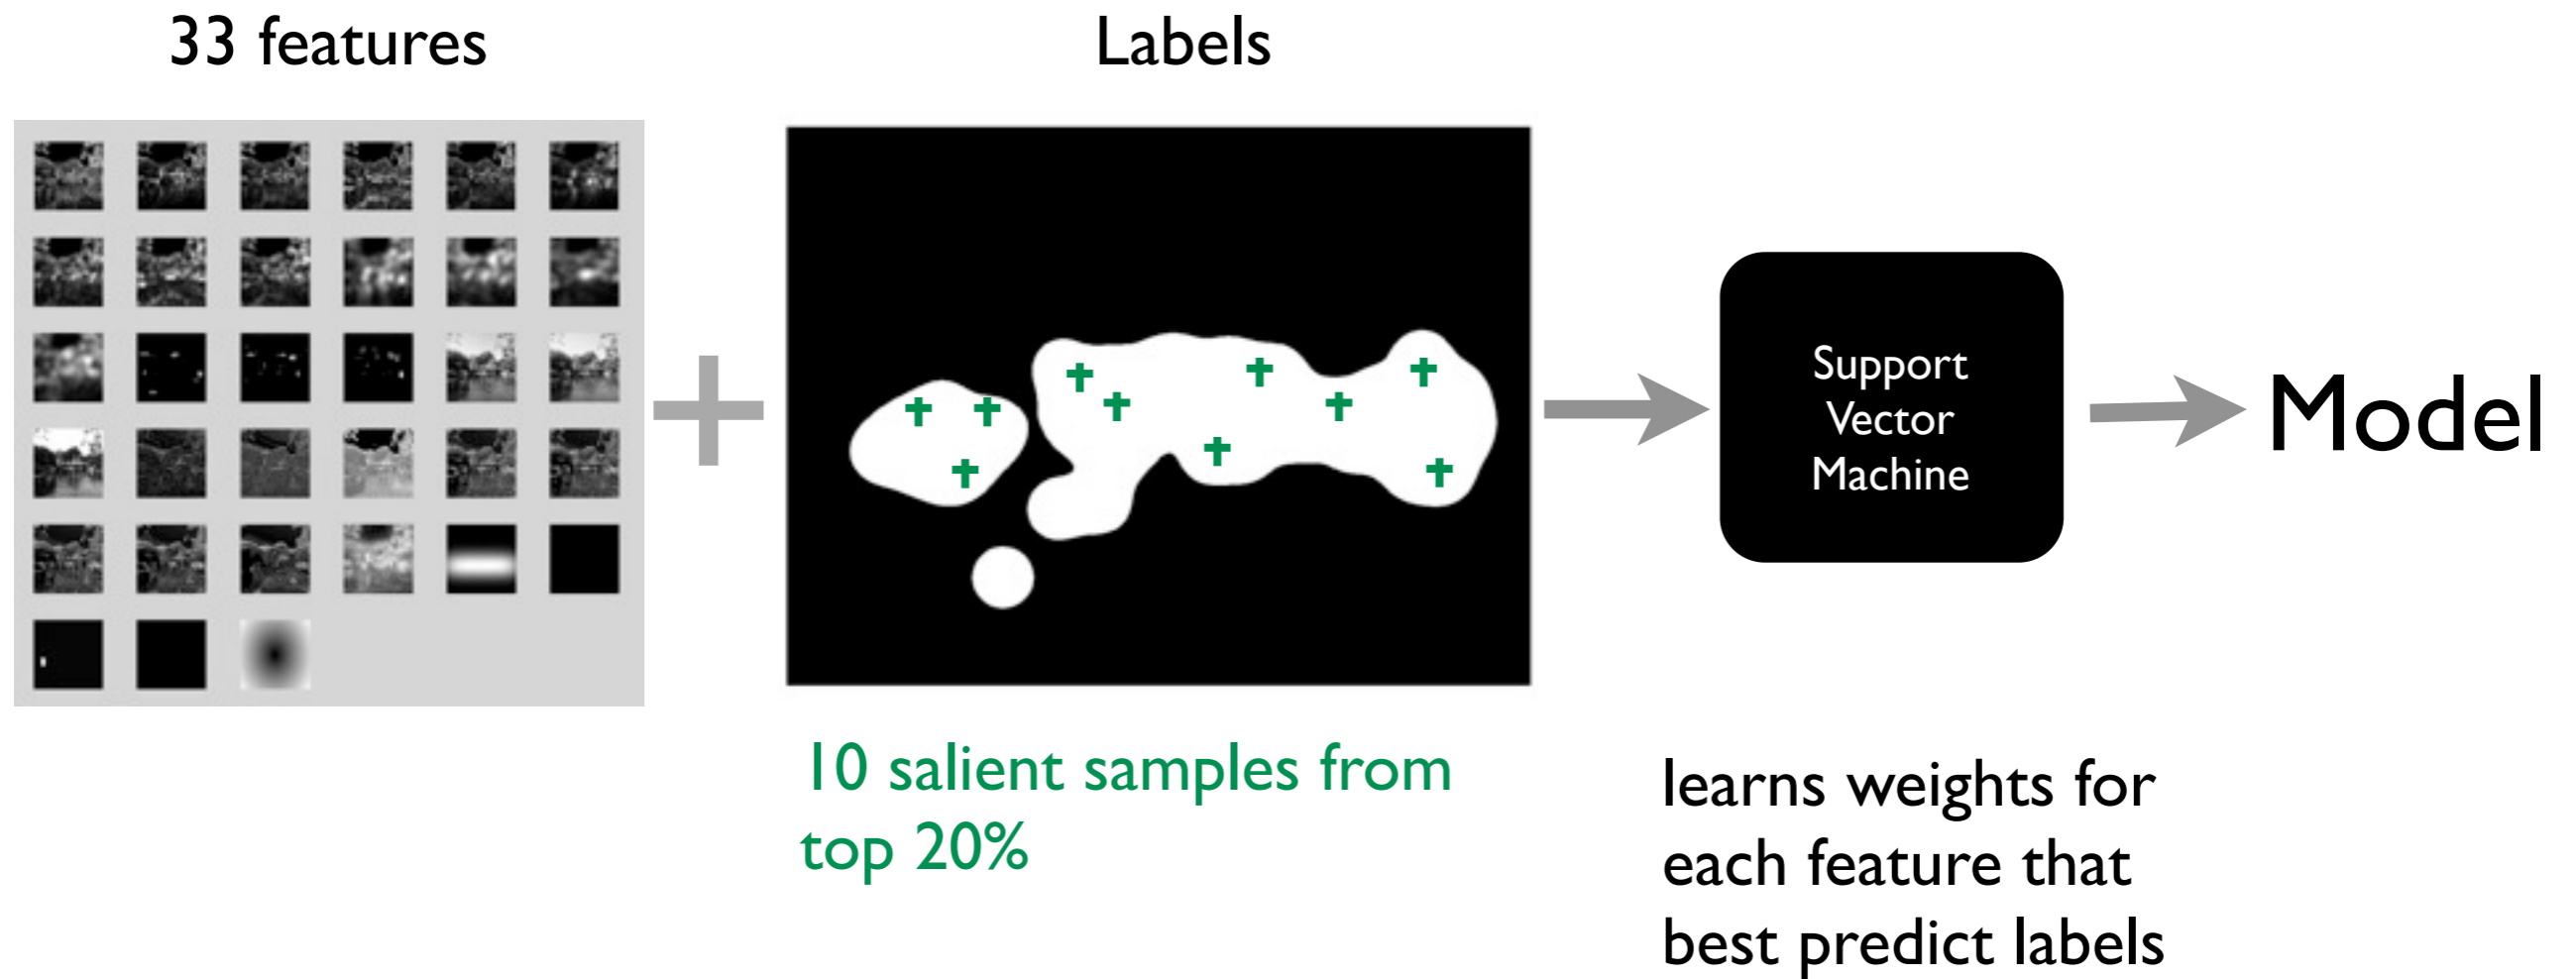 33 features
Labels
Support
Vector
Machine
Model
10 salient samples from
top 20%
learns weights for
each feature that
best predict labels